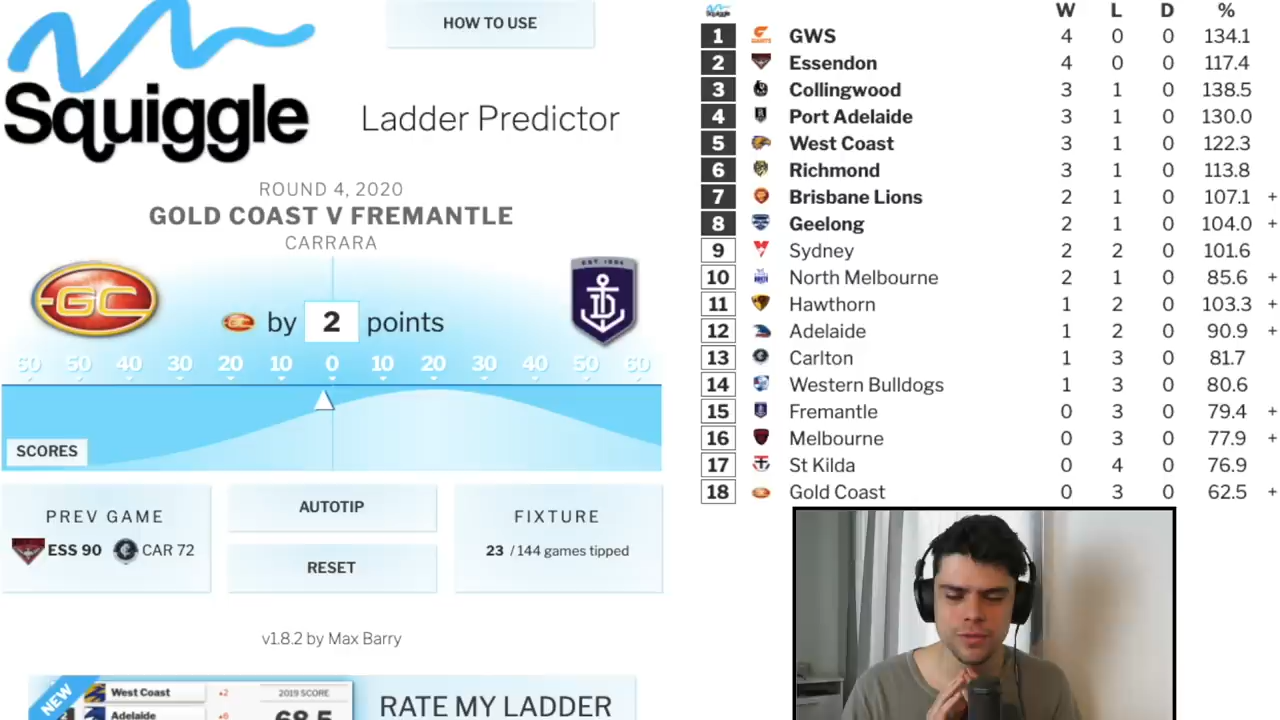 HOW TO USE
Squiggle
Ladder Predictor
ROUND 4, 2020
GOLD COAST V FREMANTLE
CARRARA
GC
EST 1994
by 2 points
60 50 40 30 20 10 0 10 20 30 40 50 60
SCORES
PREV GAME
ESS 90 CAR 72
AUTOTIP
RESET
FIXTURE
23 / 144 games tipped
v1.8.2 by Max Barry
NEW
West Coast +2
Adelaide
2019 SCORE
68.5
RATE MY LADDER
W L D %
1 GWS 4 0 0 134.1
2 Essendon 4 0 0 117.4
3 Collingwood 3 1 0 138.5
4 Port Adelaide 3 1 0 130.0
5 West Coast 3 1 0 122.3
6 Richmond 3 1 0 113.8
7 Brisbane Lions 2 1 0 107.1 +
8 Geelong 2 1 0 104.0 +
9 Sydney 2 2 0 101.6
10 North Melbourne 2 1 0 85.6 +
11 Hawthorn 1 2 0 103.3 +
12 Adelaide 1 2 0 90.9 +
13 Carlton 1 3 0 81.7
14 Western Bulldogs 1 3 0 80.6
15 Fremantle 0 3 0 79.4 +
16 Melbourne 0 3 0 77.9 +
17 St Kilda 0 4 0 76.9
18 Gold Coast 0 3 0 62.5 +